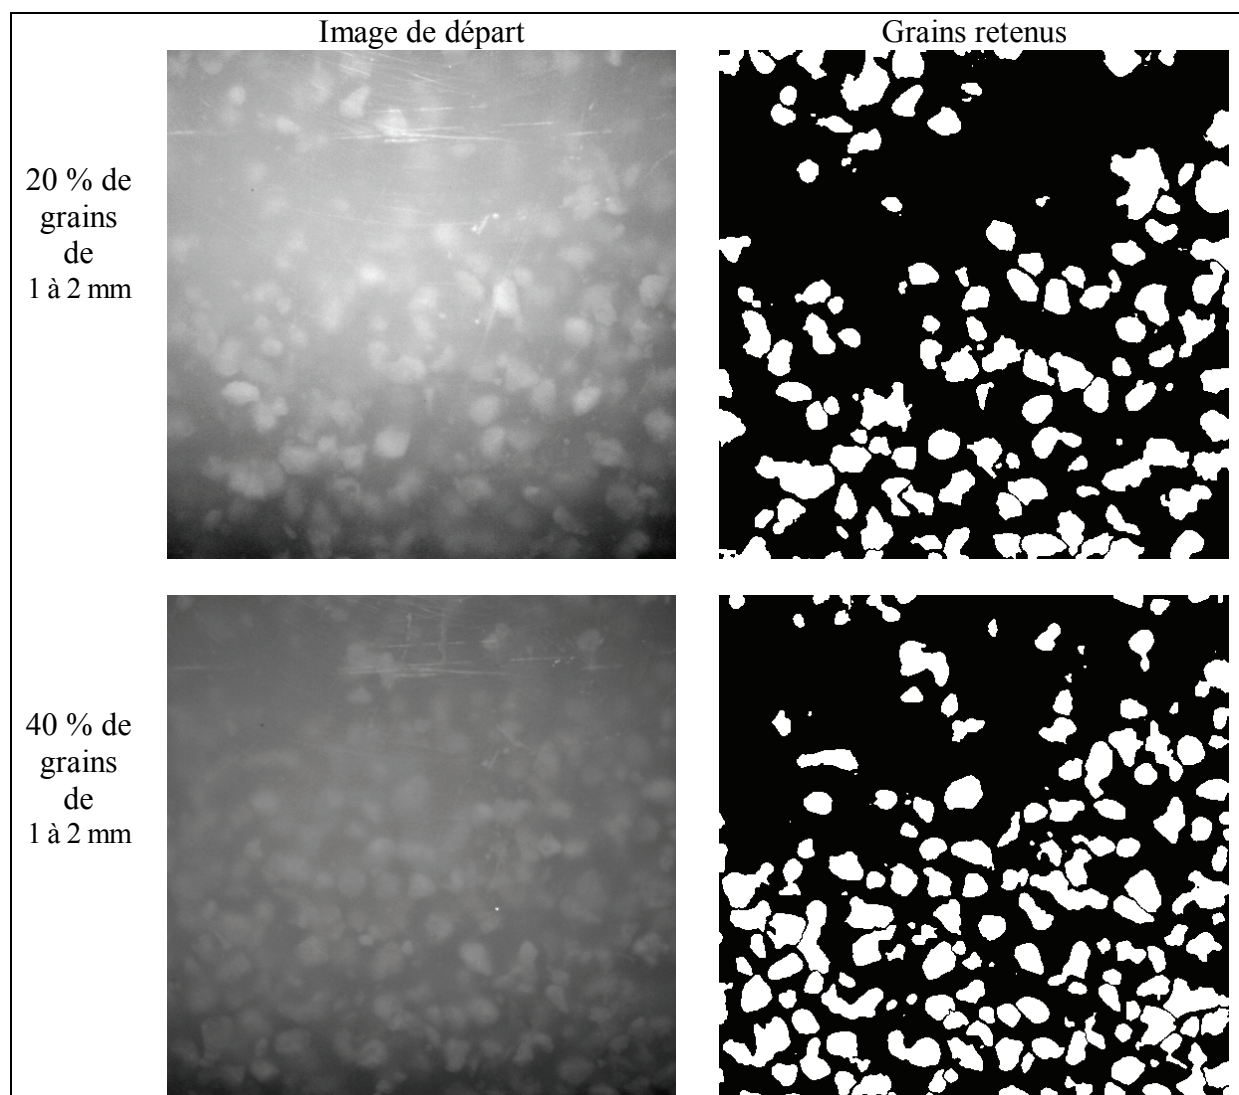 Image de départ
Grains retenus
20 % de
grains
de
1 à 2 mm
40 % de
grains
de
1 à 2 mm